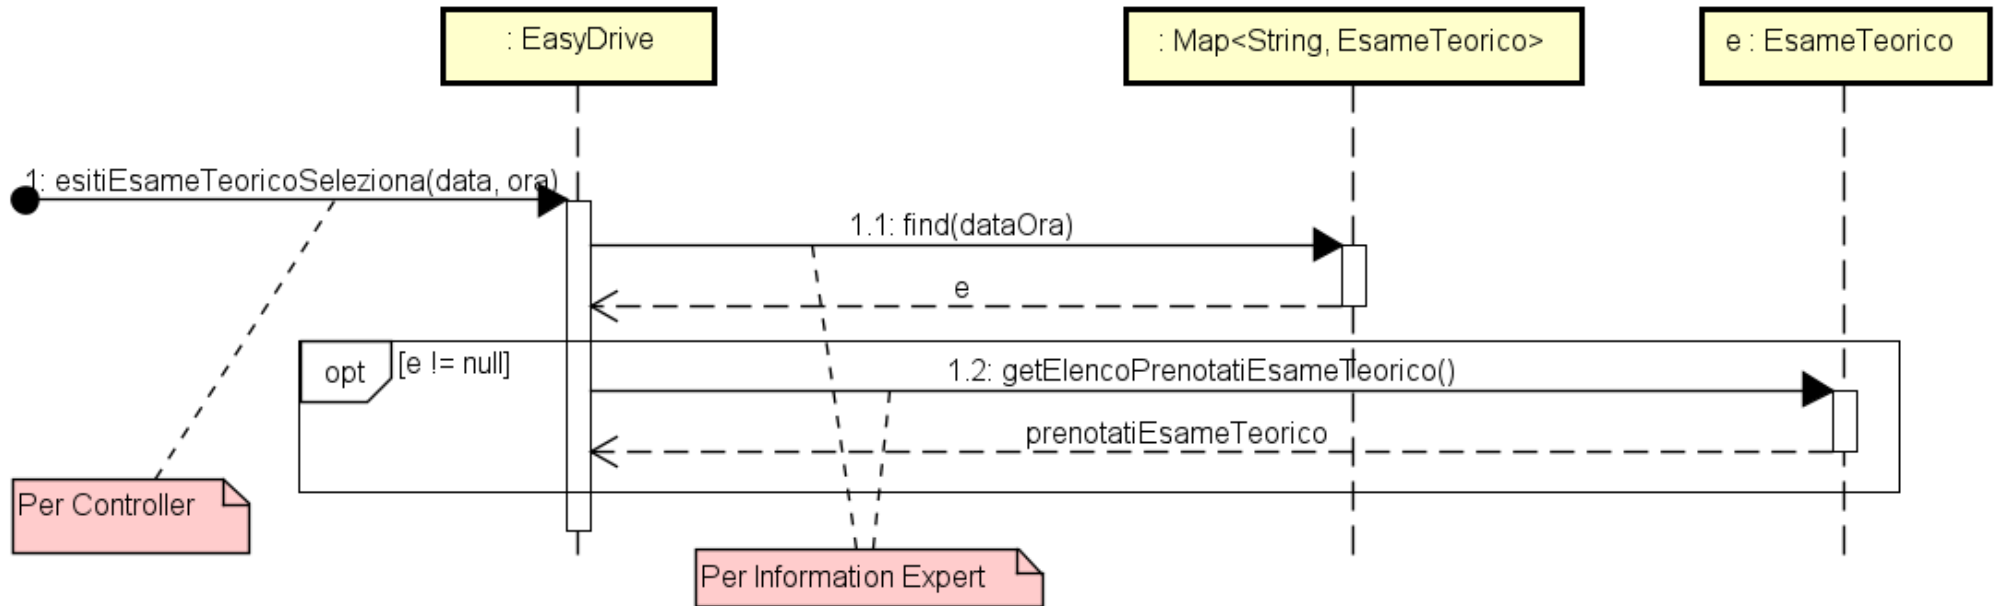 : EasyDrive
: Map<String, EsameTeorico>
e : EsameTeorico
1: esitiEsameTeoricoSeleziona(data, ora)
1.1: find(dataOra)
e
opt
[e != null]
1.2: getElencoPrenotatiEsameTeorico()
prenotatiEsameTeorico
Per Controller
Per Information Expert